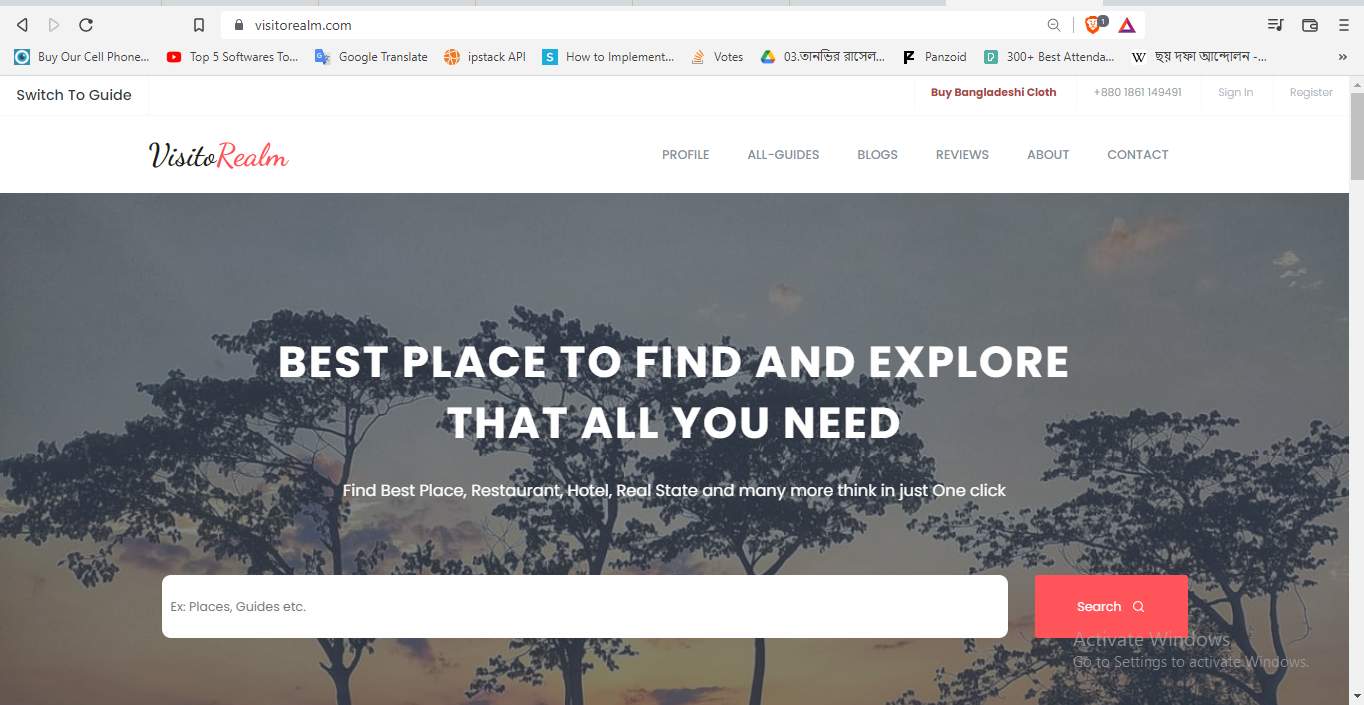 visitorealm.com
1
Buy Our Cell Phone...
Top 5 Softwares To...
Google Translate
ipstack API
S
How to Implement...
Votes
03.তানভির রাসেল...
Panzoid
D
300+ Best Attenda...
W
ছয় দফা আন্দোলন -...
»
Switch To Guide
Buy Bangladeshi Cloth
+880 1861 149491
Sign In
Register
VisitoRealm
PROFILE
ALL-GUIDES
BLOGS
REVIEWS
ABOUT
CONTACT
BEST PLACE TO FIND AND EXPLORE
THAT ALL YOU NEED
Find Best Place, Restaurant, Hotel, Real State and many more think in just One click
Ex: Places, Guides etc.
Search
Activate Windows
Go to Settings to activate Windows.